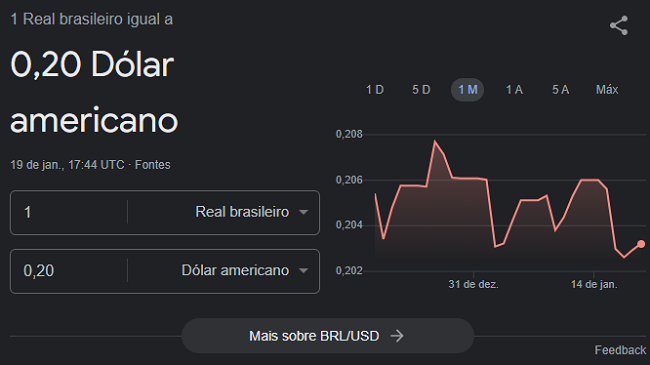 1 Real brasileiro igual a
0,20 Dólar
americano
19 de jan., 17:44 UTC · Fontes
1 Real brasileiro
0,20 Dólar americano
1 D 5 D 1 M 1 A 5 A Máx
0,208
0,206
0,204
0,202
31 de dez. 14 de jan.
Mais sobre BRL/USD
Feedback